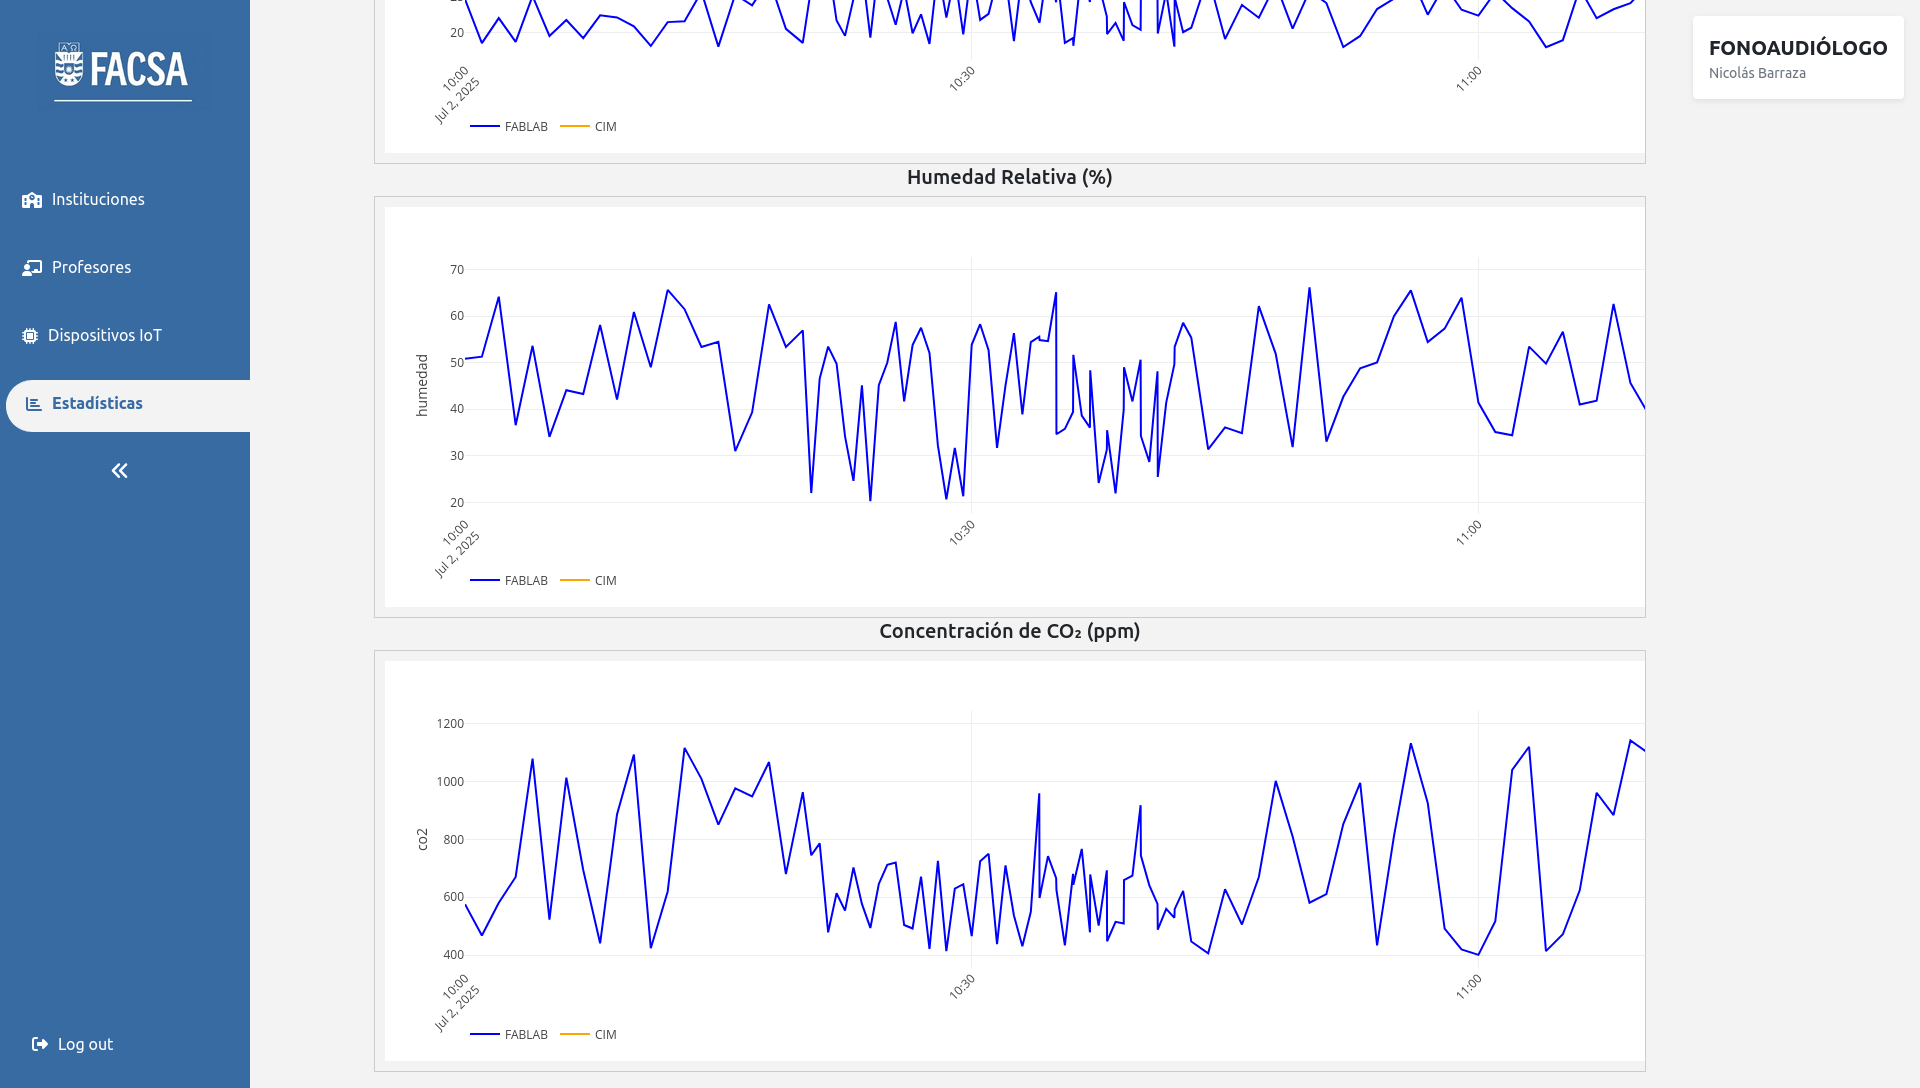 ΑΩ
FACSA
Instituciones
Profesores
Dispositivos IoT
Estadísticas
Log out
FONOAUDIÓLOGO
Nicolás Barraza
20
10:00
Jul 2, 2025
10:30
11:00
FABLAB
CIM
Humedad Relativa (%)
70
60
50
40
30
20
humedad
10:00
Jul 2, 2025
10:30
11:00
FABLAB
CIM
Concentración de CO₂ (ppm)
1200
1000
800
600
400
co2
10:00
Jul 2, 2025
10:30
11:00
FABLAB
CIM